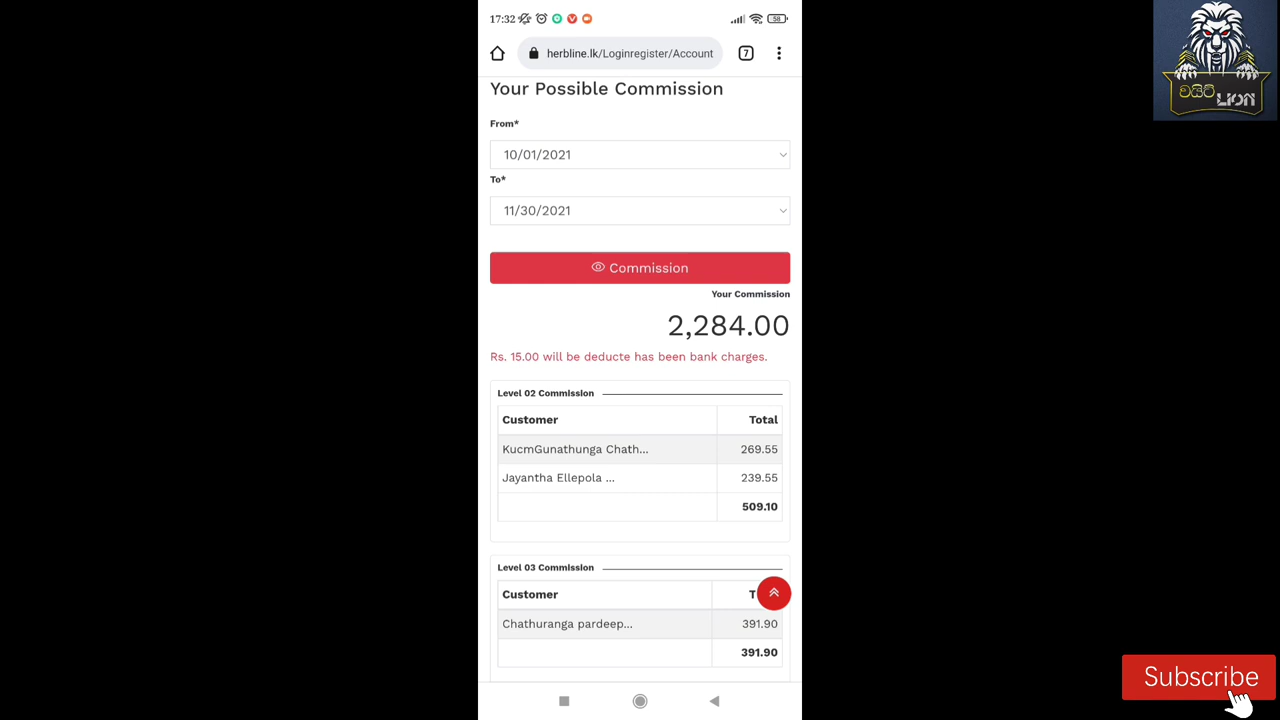 17:32
58
herbline.lk/Loginregister/Account
7
Your Possible Commission
From*
10/01/2021
To*
11/30/2021
Commission
Your Commission
2,284.00
Rs. 15.00 will be deducte has been bank charges.
Level 02 Commission
Customer Total
KucmGunathunga Chath... 269.55
Jayantha Ellepola ... 239.55
509.10
Level 03 Commission
Customer T
Chathuranga pardeep... 391.90
391.90
වයිට් LION
Subscribe